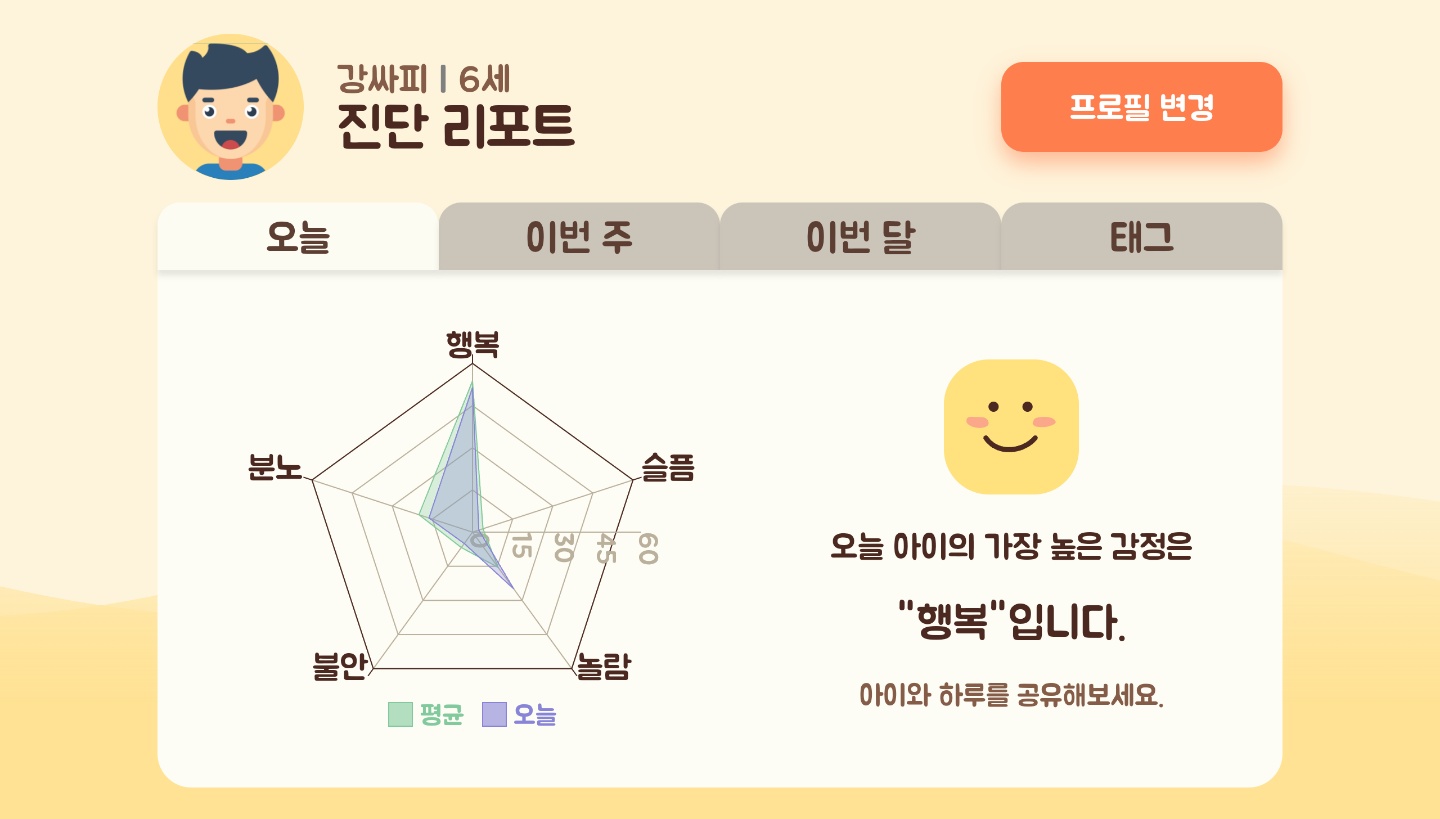 강싸피 | 6세
진단 리포트
프로필 변경
오늘
이번 주
이번 달
태그
행복
분노
슬픔
0 15 30 45 60
불안
놀람
평균 오늘
오늘 아이의 가장 높은 감정은
"행복"입니다.
아이와 하루를 공유해보세요.